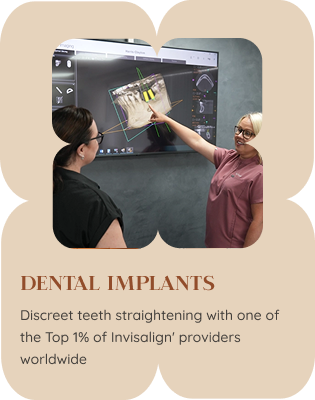 DENTAL IMPLANTS
Discreet teeth straightening with one of
the Top 1% of Invisalign' providers
worldwide